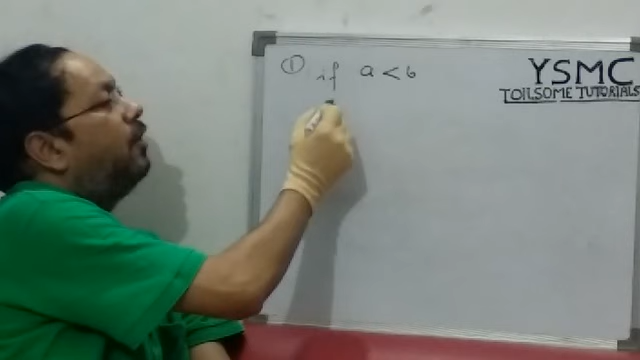 ① if a < b
YSMC
TOILSOME TUTORIALS